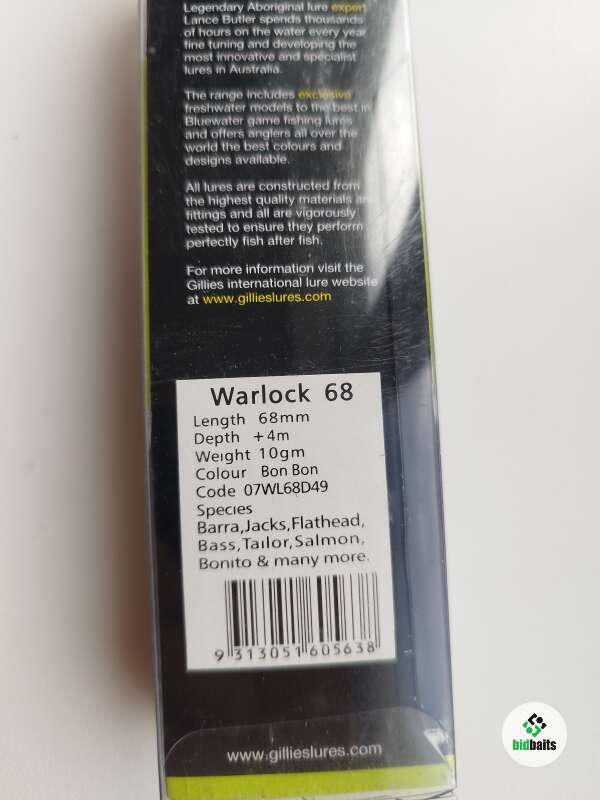 Legendary Aboriginal lure expert
Lance Butler spends thousands
of hours on the water every year
fine tuning and developing the
most innovative and specialist
lures in Australia.
The range includes exclusive
freshwater models to the best in
Bluewater game fishing lures
and offers anglers all over the
world the best colours and
designs available.
All lures are constructed from
the highest quality materials
fittings and all are vigorously
tested to ensure they perform
perfectly fish after fish.
For more information visit the
Gillies international lure website
at www.gillieslures.com
Warlock 68
Length 68mm
Depth +4m
Weight 10gm
Colour Bon Bon
Code 07WL68D49
Species
Barra,Jacks,Flathead,
Bass,Tailor,Salmon,
Bonito & many more.
9 313051 605638
www.gillieslures.com
bidbaits